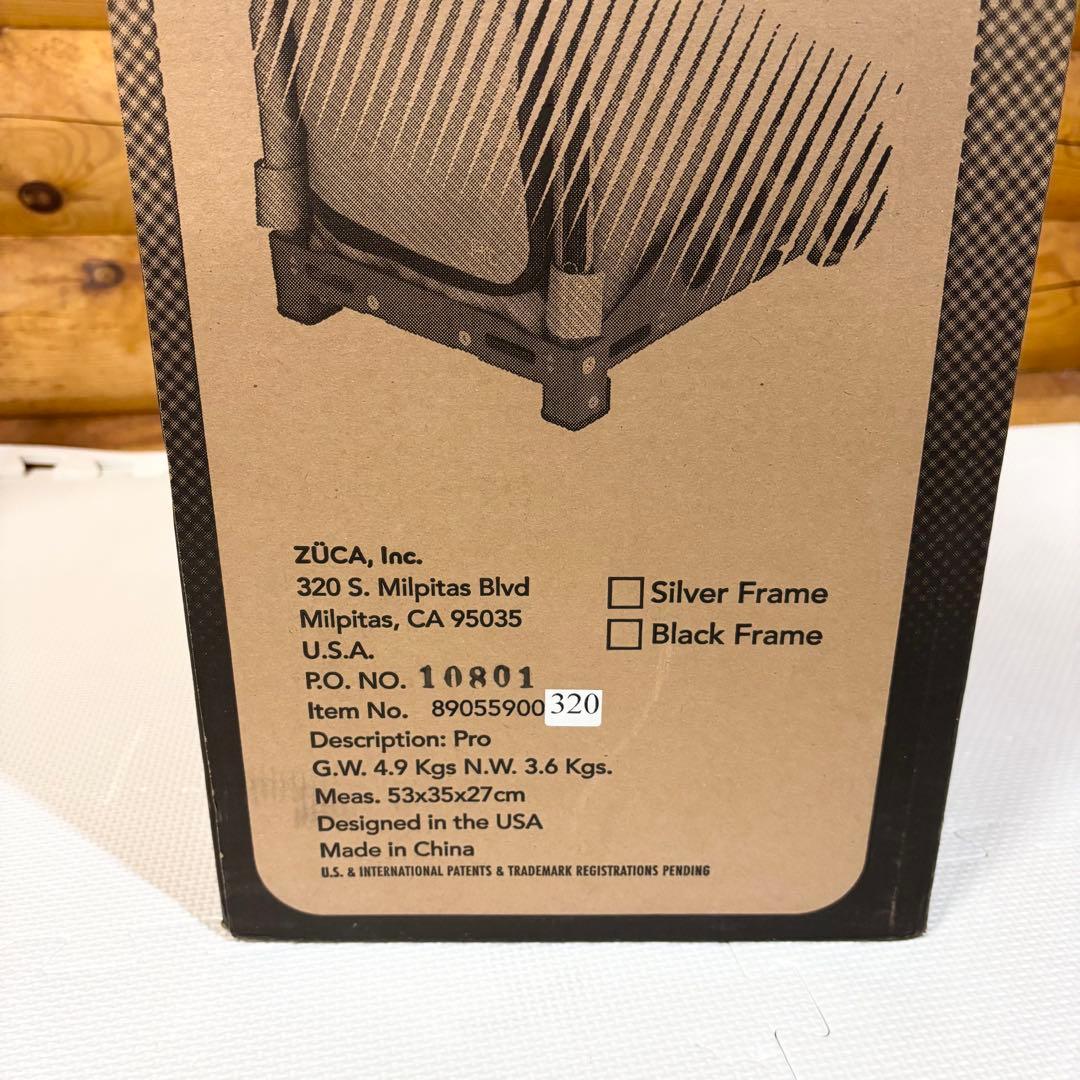 ZÜCA, Inc.
320 S. Milpitas Blvd
Milpitas, CA 95035
U.S.A.
P.O. NO. 10801
Item No. 89055900320
Description: Pro
G.W. 4.9 Kgs N.W. 3.6 Kgs.
Meas. 53x35x27cm
Designed in the USA
Made in China
U.S. & INTERNATIONAL PATENTS & TRADEMARK REGISTRATIONS PENDING
Silver Frame
Black Frame